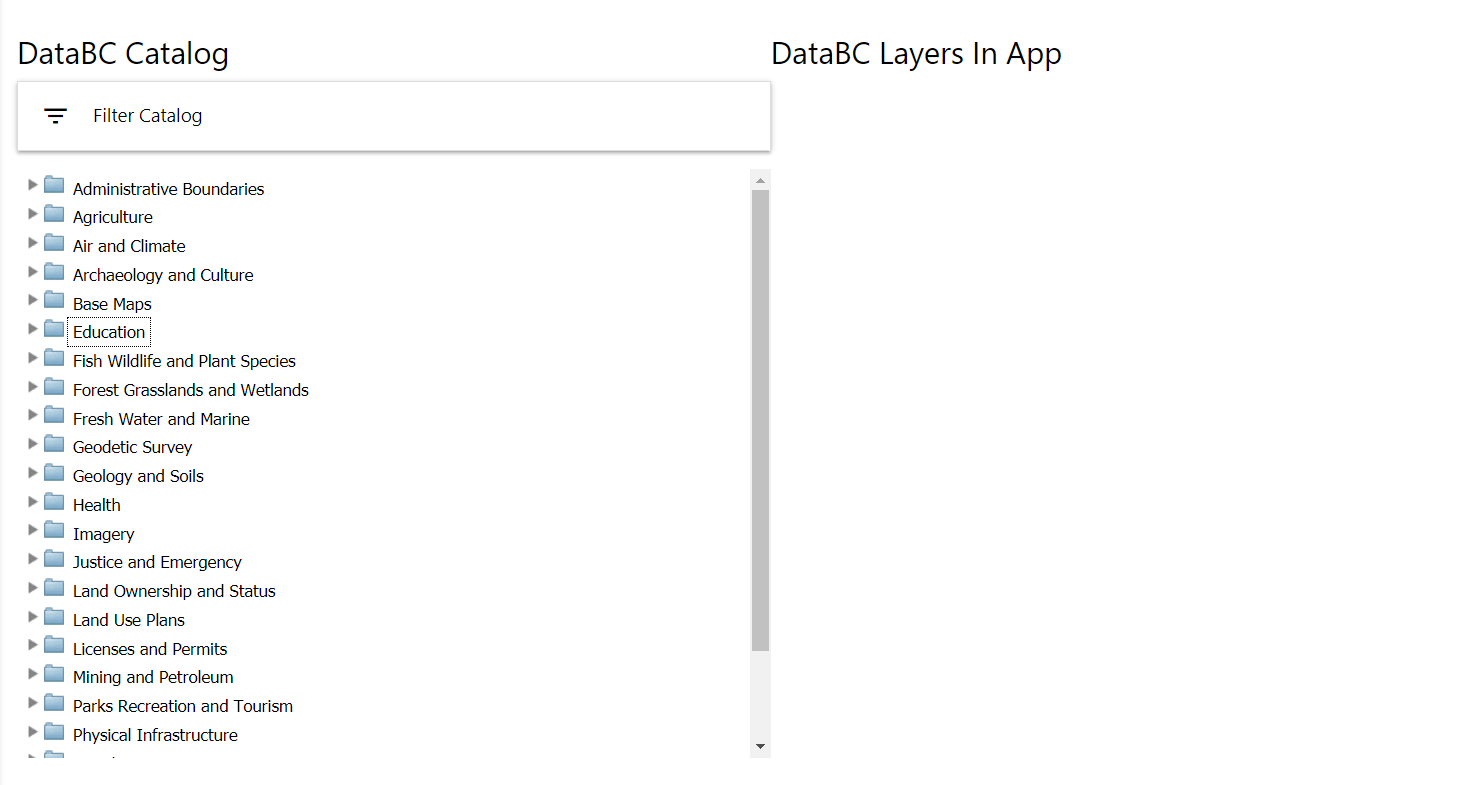 DataBC Catalog
DataBC Layers In App
Filter Catalog
Administrative Boundaries
Agriculture
Air and Climate
Archaeology and Culture
Base Maps
Education
Fish Wildlife and Plant Species
Forest Grasslands and Wetlands
Fresh Water and Marine
Geodetic Survey
Geology and Soils
Health
Imagery
Justice and Emergency
Land Ownership and Status
Land Use Plans
Licenses and Permits
Mining and Petroleum
Parks Recreation and Tourism
Physical Infrastructure